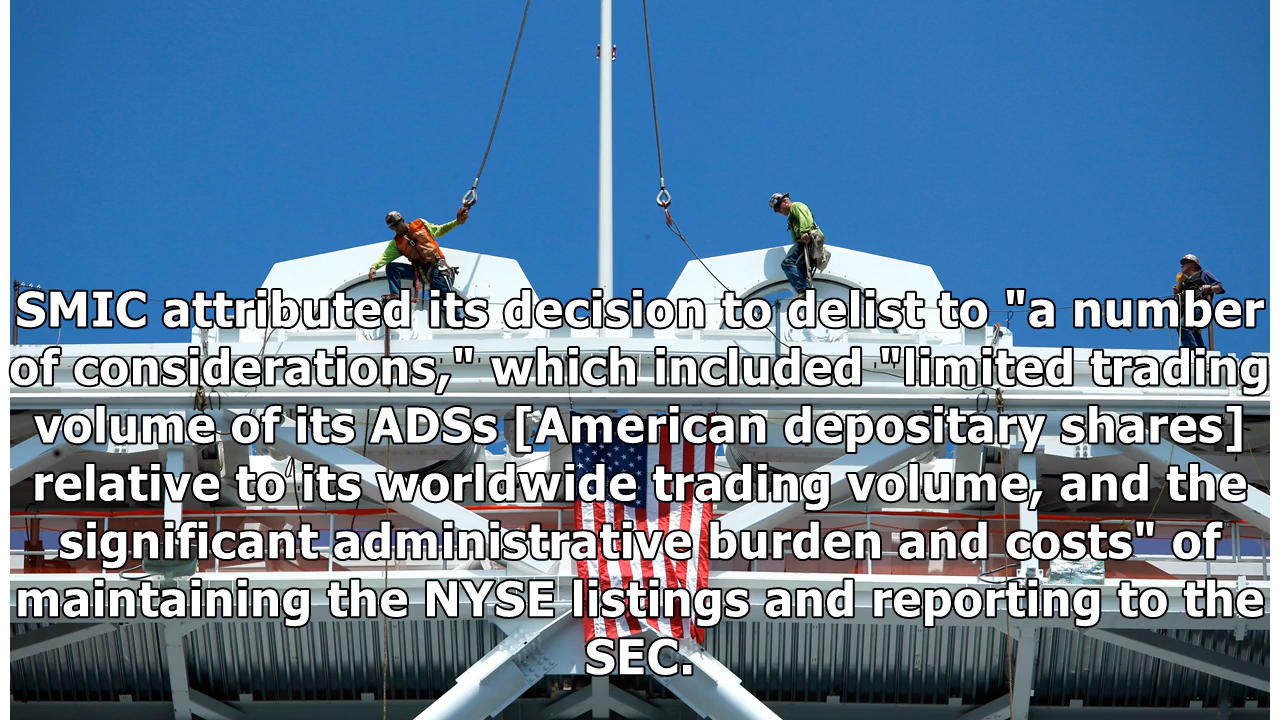 SMIC attributed its decision to delist to "a number
of considerations," which included "limited trading
volume of its ADSs [American depositary shares]
relative to its worldwide trading volume, and the
significant administrative burden and costs" of
maintaining the NYSE listings and reporting to the
SEC.